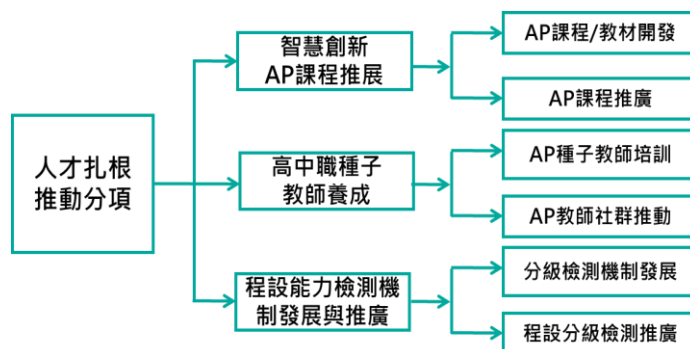 人才扎根
推動分項
智慧創新
AP課程推展
AP課程/教材開發
AP課程推廣
高中職種子
教師養成
AP種子教師培訓
AP教師社群推動
程設能力檢測機
制發展與推廣
分級檢測機制發展
程設分級檢測推廣